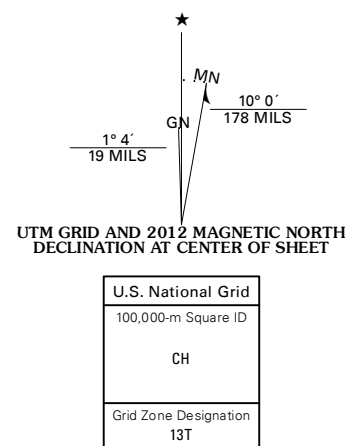 MN
GN
10° 0´
178 MILS
1° 4´
19 MILS
UTM GRID AND 2012 MAGNETIC NORTH
DECLINATION AT CENTER OF SHEET
U.S. National Grid
100,000-m Square ID
CH
Grid Zone Designation
13T